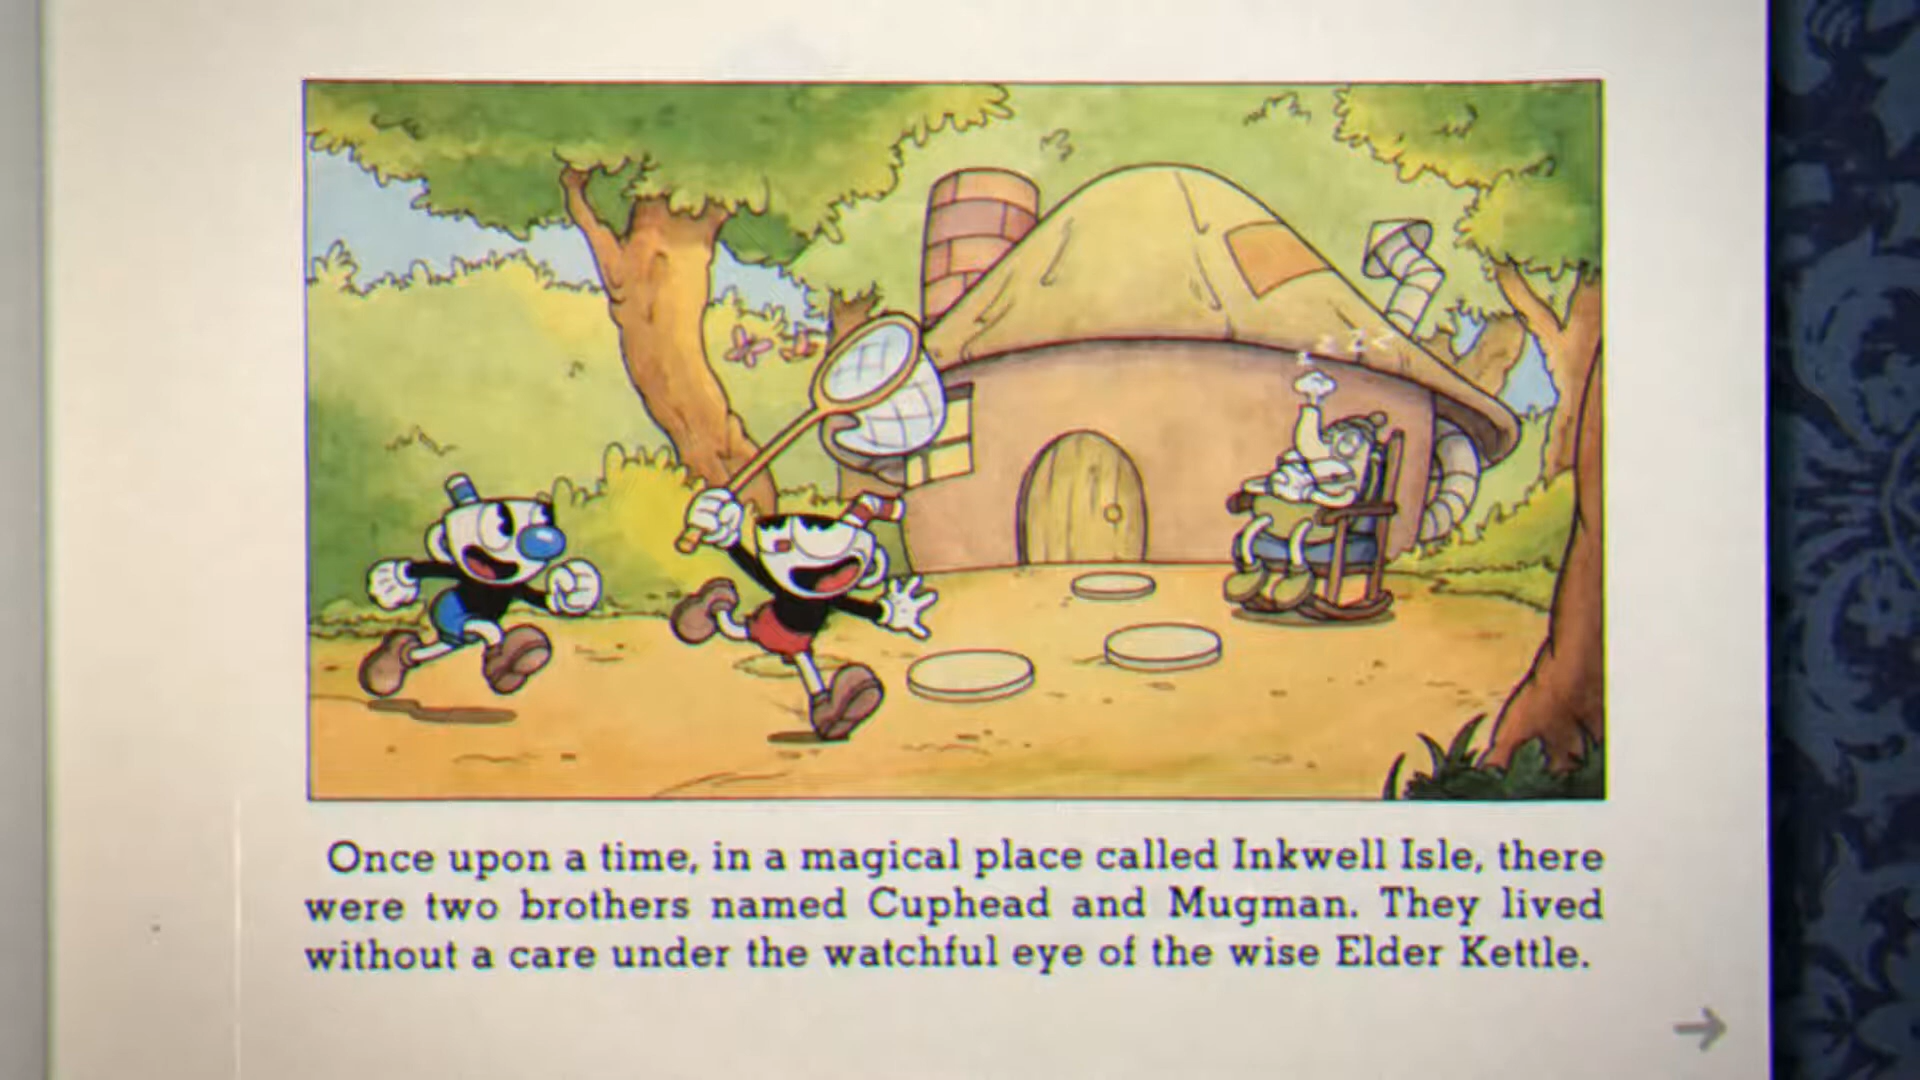 z z z z
Once upon a time, in a magical place called Inkwell Isle, there
were two brothers named Cuphead and Mugman. They lived
without a care under the watchful eye of the wise Elder Kettle.